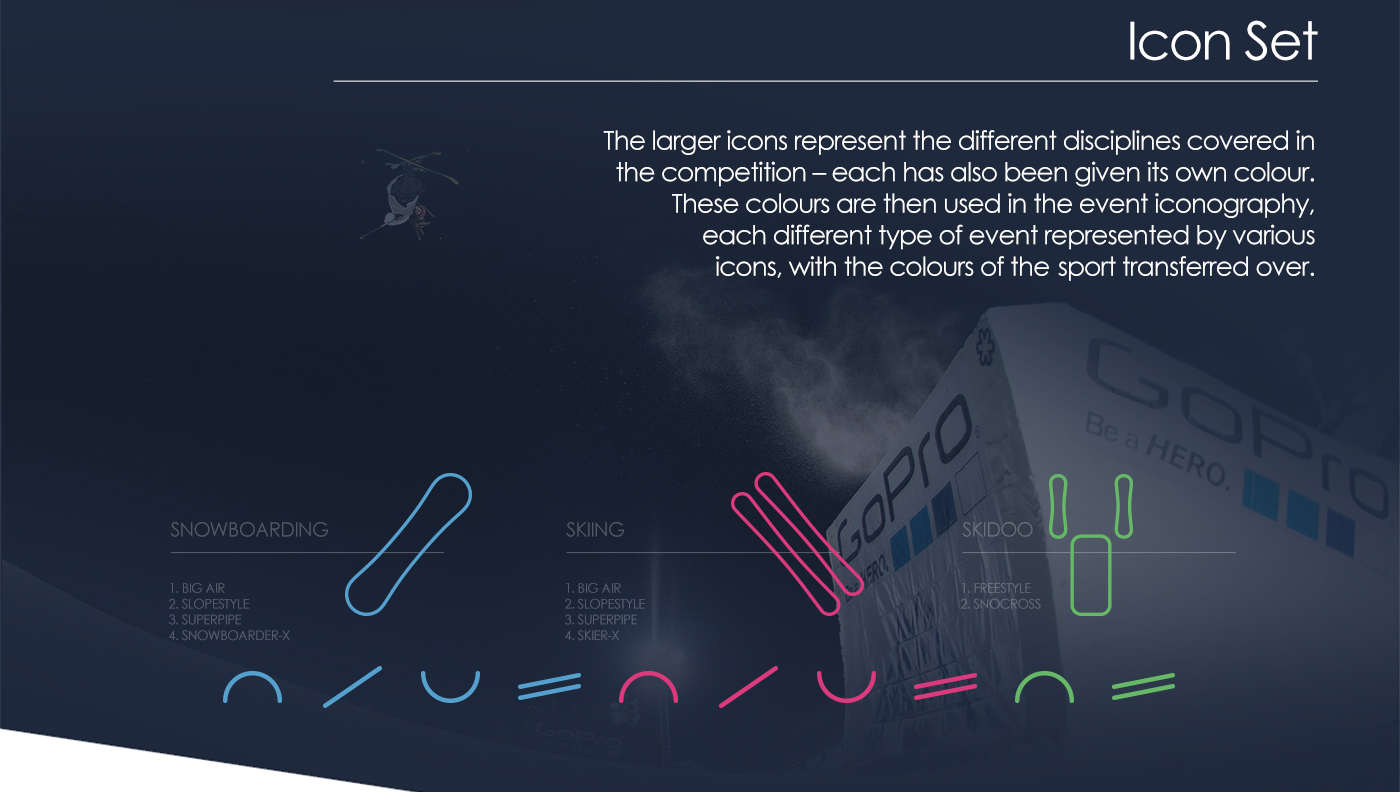 Icon Set
The larger icons represent the different disciplines covered in
the competition – each has also been given its own colour.
These colours are then used in the event iconography,
each different type of event represented by various
icons, with the colours of the sport transferred over.
GoPro
Be a HERO.
GoPro
HERO.
SNOWBOARDING
1. BIG AIR
2. SLOPESTYLE
3. SUPERPIPE
4. SNOWBOARDER-X
SKIING
1. BIG AIR
2. SLOPESTYLE
3. SUPERPIPE
4. SKIER-X
SKIDOO
1. FREESTYLE
2. SNOCROSS
GoPro